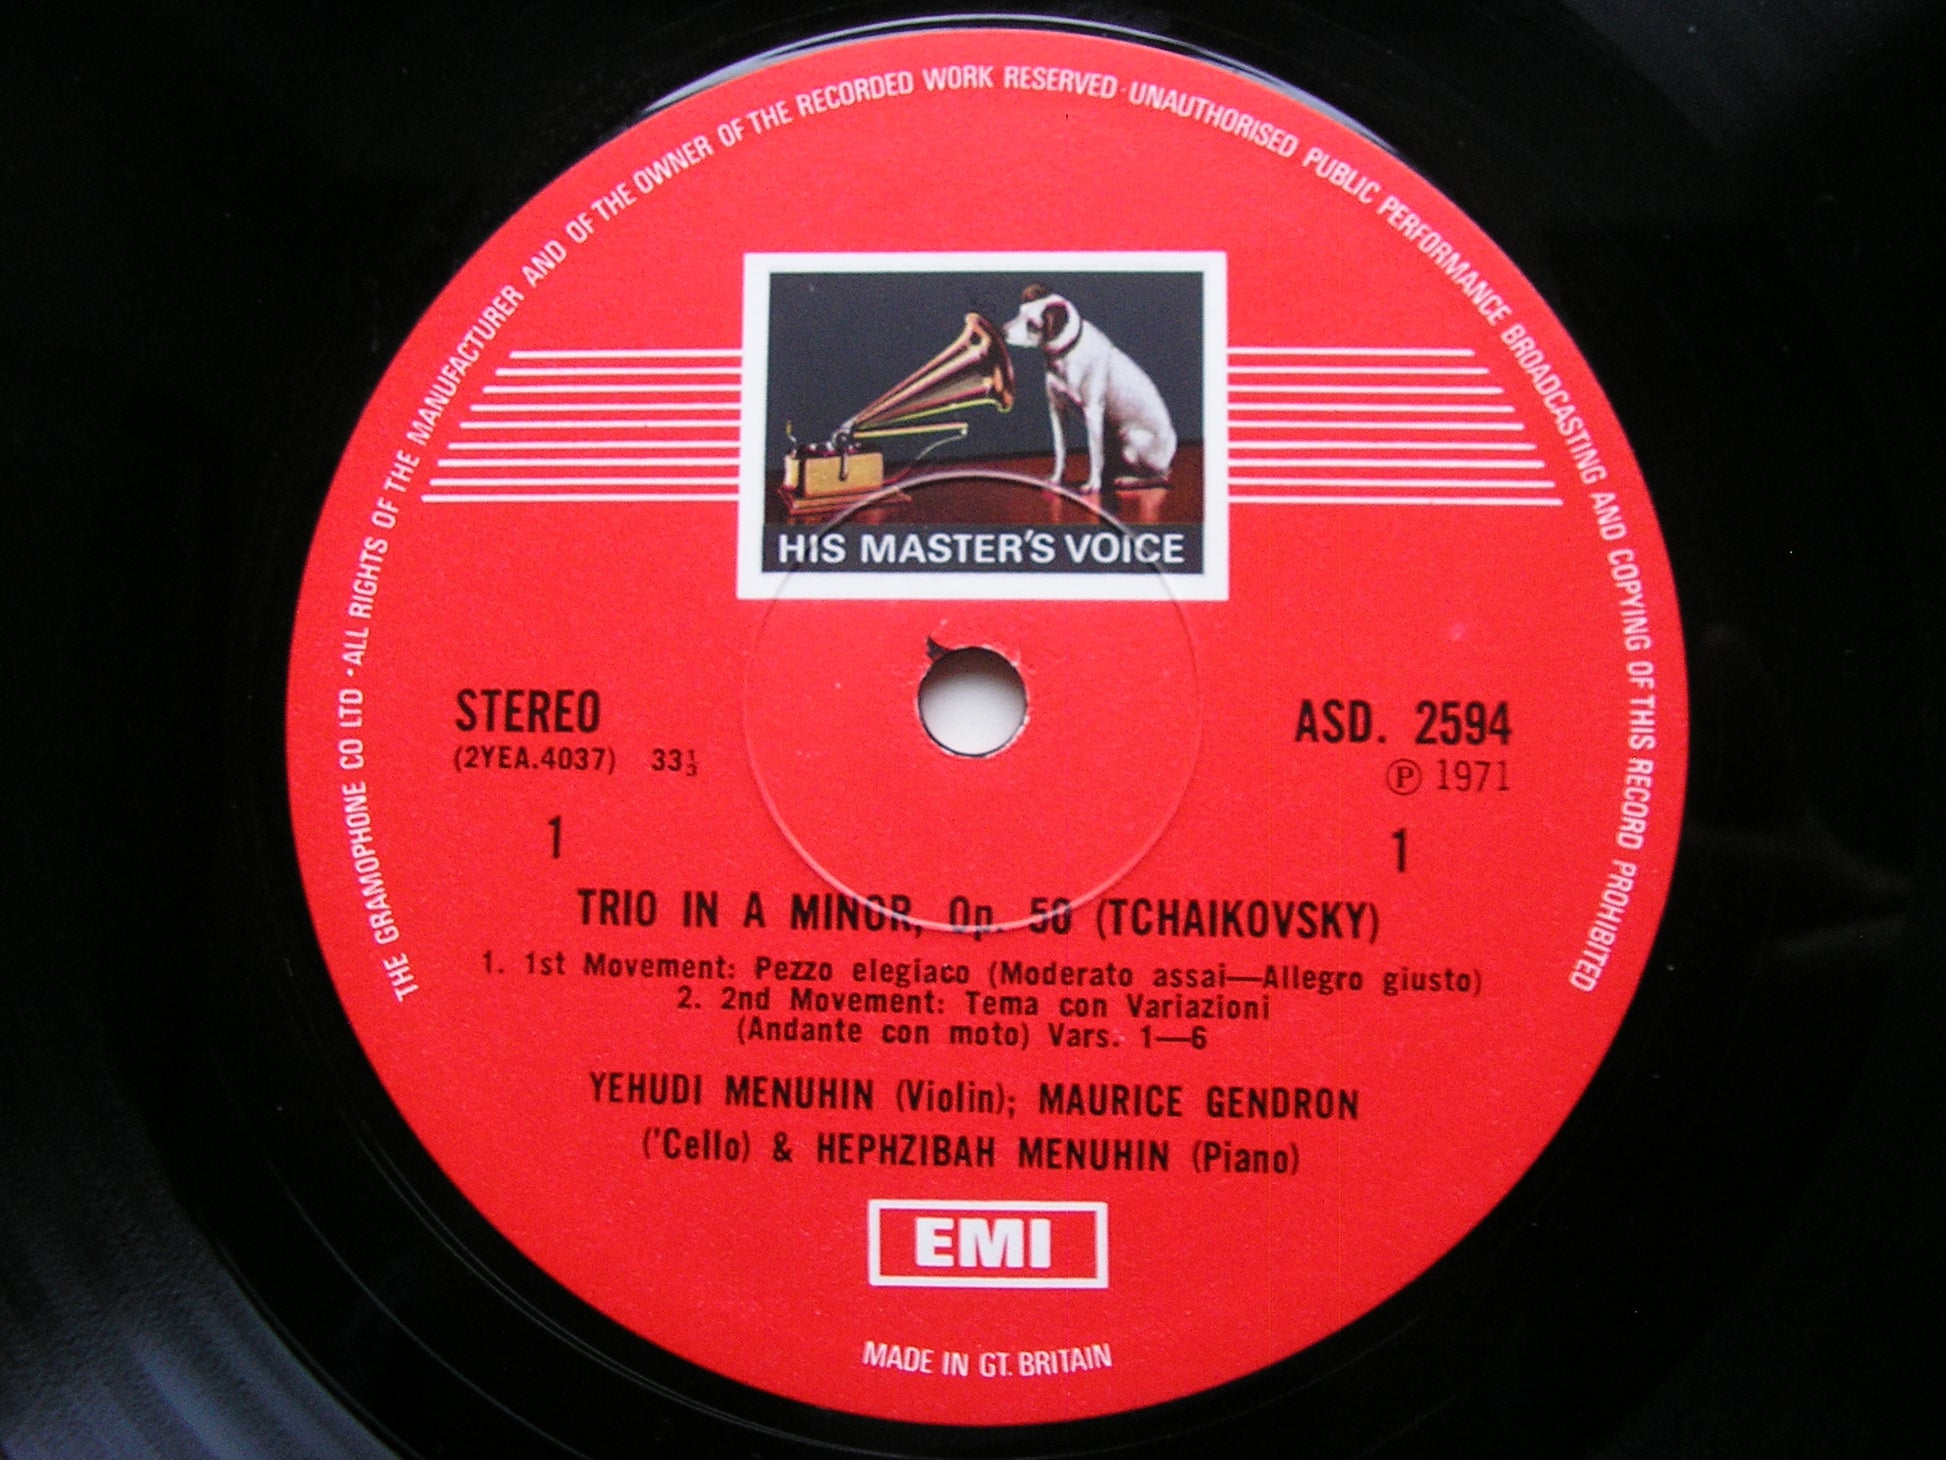 THE GRAMOPHONE CO LTD · ALL RIGHTS OF THE MANUFACTURER AND OF THE OWNER OF THE RECORDED WORK RESERVED · UNAUTHORISED PUBLIC PERFORMANCE BROADCASTING AND COPYING OF THIS RECORD PROHIBITED
HIS MASTER'S VOICE
STEREO
(2YEA.4037) 33⅓
ASD. 2594
℗ 1971
1 1
TRIO IN A MINOR, Op. 50 (TCHAIKOVSKY)
1. 1st Movement: Pezzo elegiaco (Moderato assai—Allegro giusto)
2. 2nd Movement: Tema con Variazioni
(Andante con moto) Vars. 1—6
YEHUDI MENUHIN (Violin); MAURICE GENDRON
('Cello) & HEPHZIBAH MENUHIN (Piano)
EMI
MADE IN GT. BRITAIN